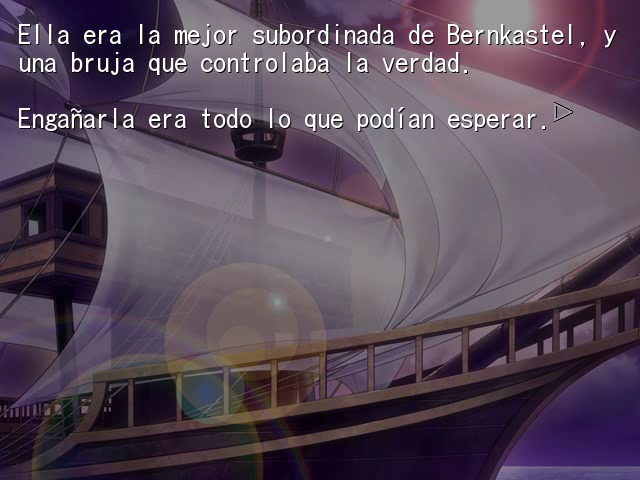 Ella era la mejor subordinada de Bernkastel, y
una bruja que controlaba la verdad.
Engañarla era todo lo que podían esperar.